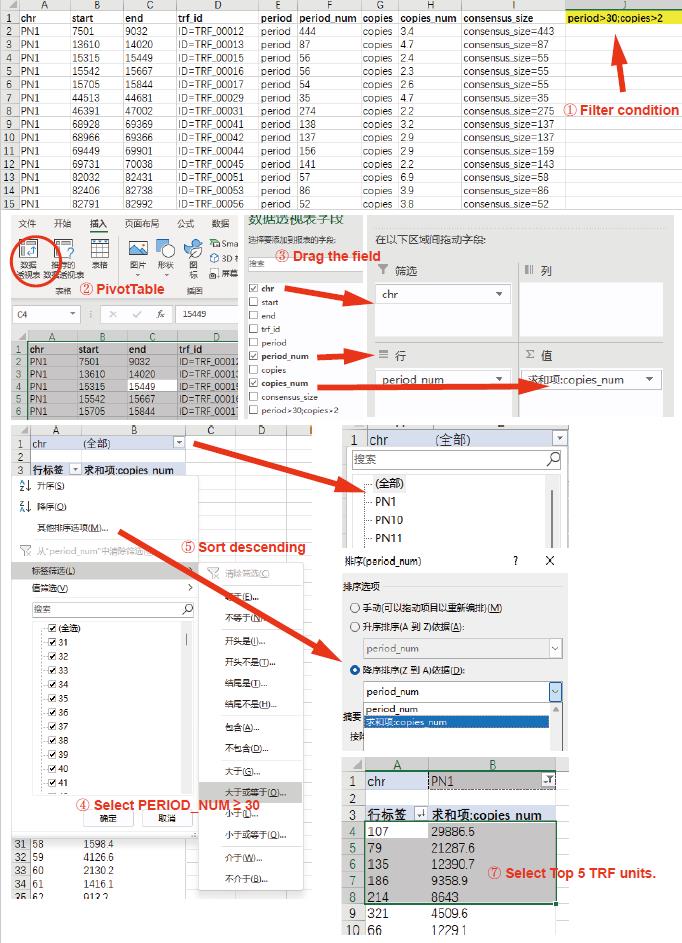 A B C D E F G H I J
1 chr start end trf_id period period_num copies copies_num consensus_size period>30;copies>2
2 PN1 7501 9032 ID=TRF_00012 period 444 copies 3.4 consensus_size=443
3 PN1 13610 14020 ID=TRF_00013 period 87 copies 4.7 consensus_size=87
4 PN1 15315 15449 ID=TRF_00015 period 56 copies 2.4 consensus_size=55
5 PN1 15542 15667 ID=TRF_00016 period 56 copies 2.3 consensus_size=55
6 PN1 15705 15844 ID=TRF_00017 period 54 copies 2.6 consensus_size=55
7 PN1 44513 44681 ID=TRF_00029 period 35 copies 4.7 consensus_size=35
8 PN1 46391 47002 ID=TRF_00031 period 274 copies 2.2 consensus_size=275
① Filter condition
9 PN1 68928 69369 ID=TRF_00041 period 138 copies 3.2 consensus_size=137
10 PN1 68966 69366 ID=TRF_00042 period 137 copies 2.9 consensus_size=137
11 PN1 69449 69901 ID=TRF_00044 period 156 copies 2.9 consensus_size=159
12 PN1 69731 70038 ID=TRF_00045 period 141 copies 2.2 consensus_size=143
13 PN1 82032 82431 ID=TRF_00051 period 57 copies 6.9 consensus_size=58
14 PN1 82406 82738 ID=TRF_00053 period 86 copies 3.9 consensus_size=86
15 PN1 82791 82992 ID=TRF_00056 period 52 copies 3.8 consensus_size=52
文件 开始 插入 页面布局 公式 数据
数据
透视表
推荐的
数据透视表
表格
图片
形状
图
标
3D
屏幕
② PivotTable
表格
插图
C4 fx 15449
A B C D
1 chr start end trf_id
2 PN1 7501 9032 ID=TRF_00012
3 PN1 13610 14020
4 PN1 15315 15449
5 PN1 15542 15667
6 PN1 15705 15844
数据透视表字段
选择要添加到报表的字段:
搜索
③ Drag the field
chr
start
end
trf_id
period
period_num
copies
copies_num
consensus_size
period>30;copies>2
在以下区间拖动字段:
筛选
列
chr
行
Σ 值
period_num
求和项:copies_num
A B C D E
1 chr (全部)
2
3 行标签 求和项:copies_num
升序(S)
降序(O)
其他排序选项(M)...
⑤ Sort descending
标签筛选(L)
值筛选(V)
搜索
(全选)
31
32
33
34
35
36
37
38
39
40
41
④ Select PERIOD_NUM ≥ 30
确定 取消
清除筛选(C)
等于(E)...
不等于(N)...
开头是(I)...
开头不是(T)...
结尾是(T)...
结尾不是(H)...
包含(A)...
不包含(D)...
大于(G)...
大于或等于(O)...
小于(L)...
小于或等于(Q)...
介于(W)...
不介于(B)...
31 58 1598.4
32 59 4126.6
33 60 2130.2
34 61 1416.1
35 62 913.2
1 chr (全部)
搜索
(全部)
PN1
PN10
PN11
排序(period_num) ? ×
排序选项
手动(可以拖动项目以重新编排)(M)
升序排序(A 到 Z)依据(A):
period_num
降序排序(Z 到 A)依据(D):
period_num
period_num
求和项:copies_num
摘要
A B
1 chr PN1
2
3 行标签 求和项:copies_num
4 107 29886.5
5 79 21287.6
6 135 12390.7
7 186 9358.9
8 214 8643
⑦ Select Top 5 TRF units.
9 321 4509.6
10 66 1229.1